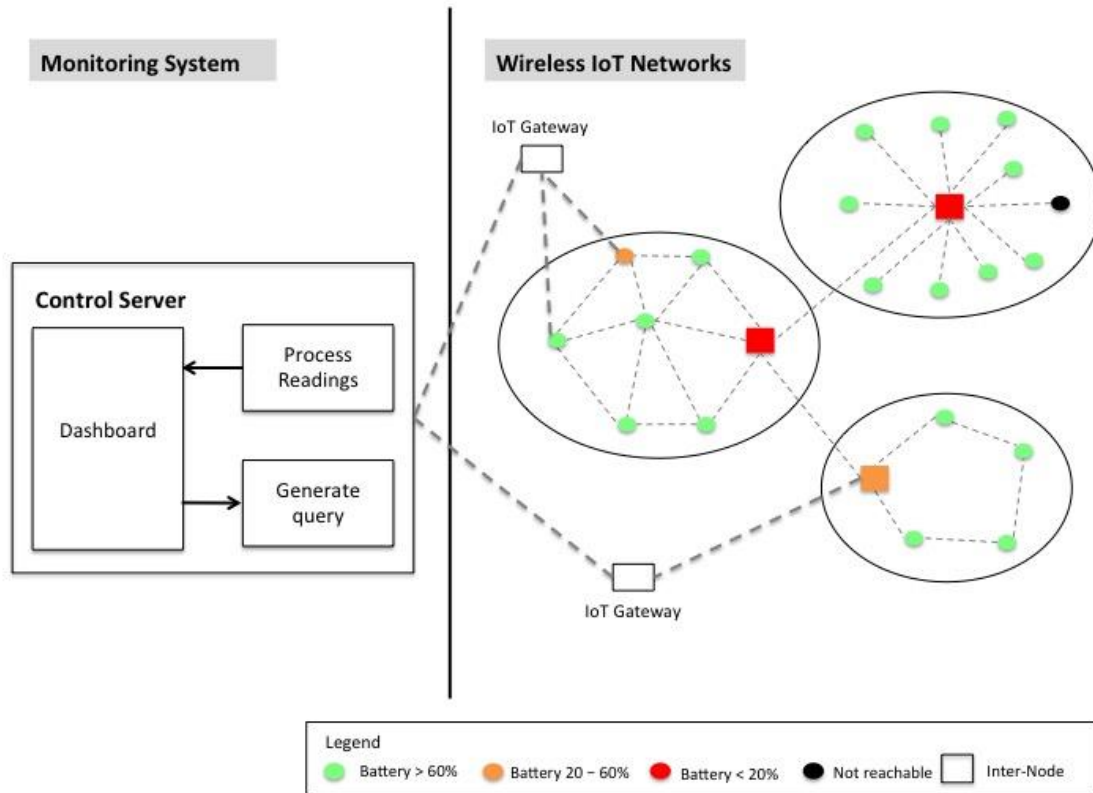 Monitoring System
Wireless IoT Networks
IoT Gateway
Control Server
Process
Readings
Dashboard
Generate
query
IoT Gateway
Legend
Battery > 60%
Battery 20 – 60%
Battery < 20%
Not reachable
Inter-Node